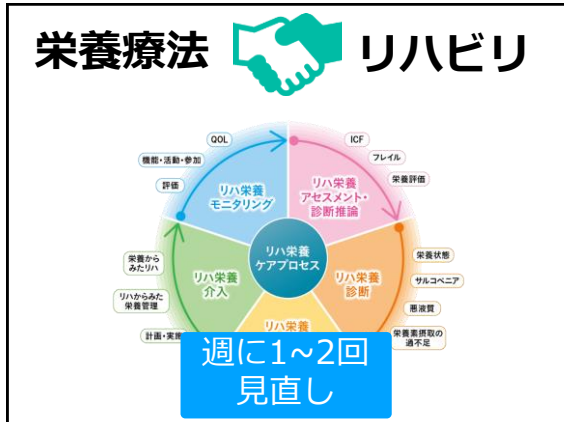 栄養療法 リハビリ
QOL
機能・活動・参加
評価
リハ栄養
モニタリング
ICF
フレイル
栄養評価
リハ栄養
アセスメント・
診断推論
リハ栄養
ケアプロセス
栄養から
みたリハ
リハからみた
栄養管理
計画・実施
リハ栄養
介入
リハ栄養
診断
栄養状態
サルコペニア
悪液質
栄養素摂取の
過不足
リハ栄養
週に1~2回
見直し